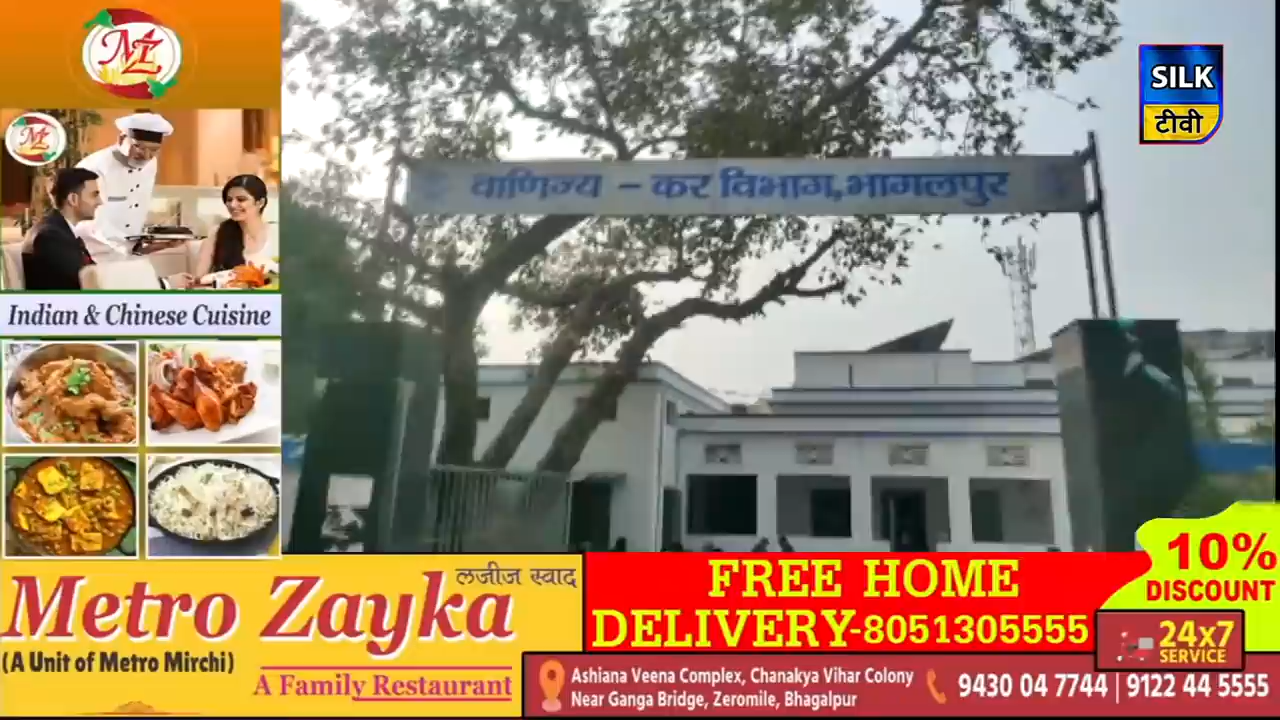 MZ
SILK
टीवी
MZ
वाणिज्य - कर विभाग, भागलपुर
Indian & Chinese Cuisine
Metro Zayka
लजीज स्वाद
(A Unit of Metro Mirchi)
A Family Restaurant
FREE HOME
DELIVERY-8051305555
10%
DISCOUNT
24x7
SERVICE
Ashiana Veena Complex, Chanakya Vihar Colony
Near Ganga Bridge, Zeromile, Bhagalpur
9430 04 7744 | 9122 44 5555